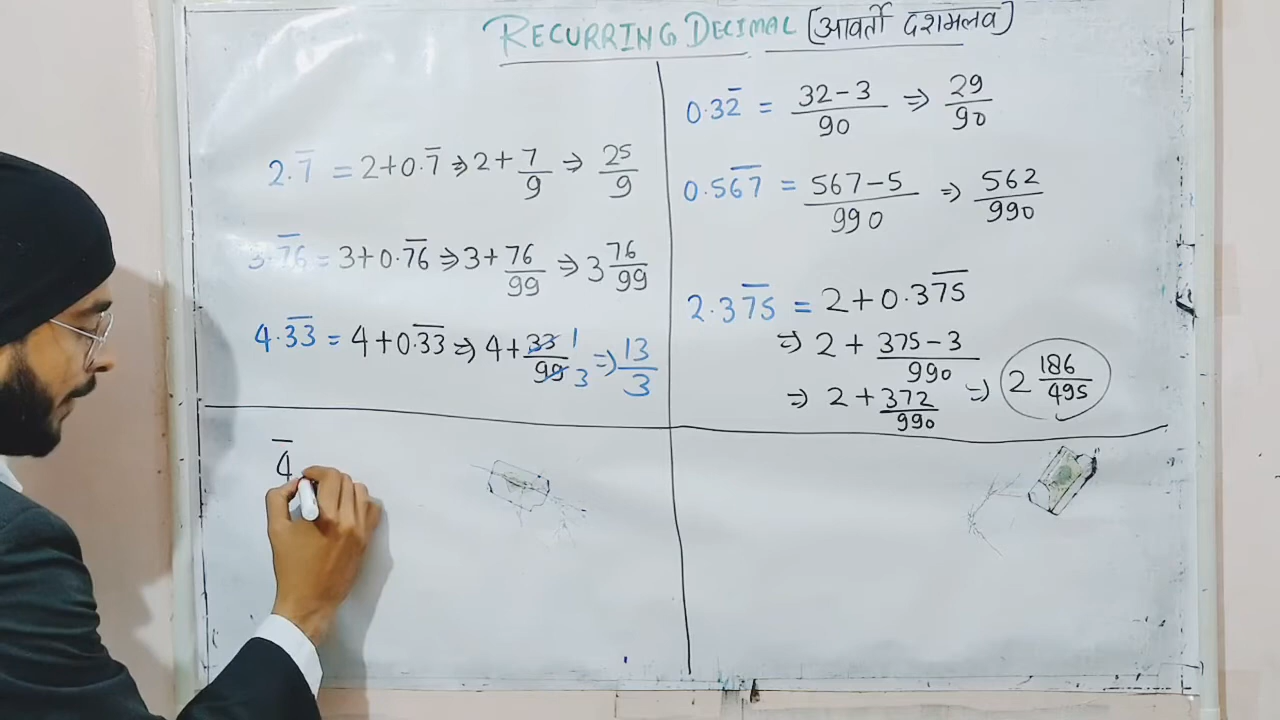 RECURRING DECIMAL [आवर्ती दशमलव]
2.7̅ = 2+0.7̅ ⇒ 2 + 7/9 ⇒ 25/9
3.7̅6̅ = 3+0.7̅6̅ ⇒ 3 + 76/99 ⇒ 3 76/99
4.3̅3̅ = 4+0.3̅3̅ ⇒ 4 + 33/99 1/3 ⇒ 13/3
0.32̅ = 32-3/90 ⇒ 29/90
0.56̅7̅ = 567-5/990 ⇒ 562/990
2.37̅5̅ = 2+0.37̅5̅
⇒ 2 + 375-3/990
⇒ 2 + 372/990 ⇒ 2 186/495
4̅